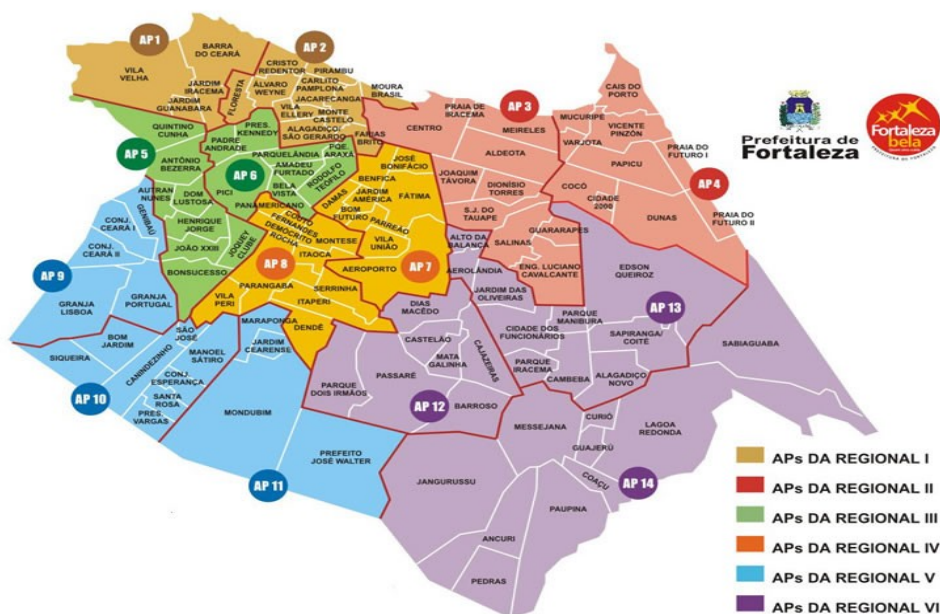 AP 1
BARRA
DO CEARÁ
VILA
VELHA
JARDIM
IRACEMA
JARDIM
GUANABARA
FLORESTA
AP 2
CRISTO
REDENTOR
PIRAMBU
CARLITO
PAMPLONA
ÁLVARO
WEYNE
JACARECANGA
VILA
ELLERY
MONTE
CASTELO
ALAGADIÇO
SÃO GERARDO
MOURA
BRASIL
FARIAS
BRITO
AP 3
CENTRO
PRAIA DE
IRACEMA
MEIRELES
ALDEOTA
JOAQUIM
TÁVORA
DIONÍSIO
TORRES
S.J. DO
TAUAPE
SALINAS
GUARARAPES
ENG. LUCIANO
CAVALCANTE
CAIS DO
PORTO
MUCURIPE
VICENTE
PINZÓN
VARJOTA
PAPICU
PRAIA DO
FUTURO I
AP 4
COCÓ
CIDADE
2000
DUNAS
PRAIA DO
FUTURO II
Prefeitura de
Fortaleza
Fortaleza
bela
QUINTINO
CUNHA
PADRE
ANDRADE
PRES.
KENNEDY
AP 5
ANTÔNIO
BEZERRA
AP 6
PARQUELÂNDIA
PQE.
ARAXÁ
AMADEU
FURTADO
RODOLFO
TEÓFILO
BELA
VISTA
PICI
PANAMERICANO
AUTRAN
NUNES
DOM
LUSTOSA
HENRIQUE
JORGE
JOÃO XXIII
JOQUEY
CLUBE
BONSUCESSO
JOSÉ
BONIFÁCIO
BENFICA
FÁTIMA
DAMAS
JARDIM
AMÉRICA
BOM
FUTURO
PARREÃO
COUTO
FERNANDES
DEMÓCRITO
ROCHA
MONTESE
ITAOCA
VILA
UNIÃO
AP 8
AP 7
AEROPORTO
PARANGABA
SERRINHA
VILA
PERI
ITAPERI
DENDÊ
GENIBAÚ
CONJ.
CEARÁ I
CONJ.
CEARÁ II
AP 9
GRANJA
LISBOA
GRANJA
PORTUGAL
SIQUEIRA
BOM
JARDIM
SÃO
JOSÉ
CANINDEZINHO
MANOEL
SÁTIRO
CONJ.
ESPERANÇA
SANTA
ROSA
PRES.
VARGAS
AP 10
MARAPONGA
JARDIM
CEARENSE
MONDUBIM
PREFEITO
JOSÉ WALTER
AP 11
ALTO DA
BALANÇA
AEROLÂNDIA
JARDIM DAS
OLIVEIRAS
DIAS
MACÊDO
CASTELÃO
MATA
GALINHA
CAJAZEIRAS
PASSARÉ
PARQUE
DOIS IRMÃOS
AP 12
BARROSO
EDSON
QUEIROZ
AP 13
PARQUE
MANIBURA
CIDADE DOS
FUNCIONÁRIOS
SAPIRANGA/
COITÉ
PARQUE
IRACEMA
CAMBEBA
ALAGADIÇO
NOVO
SABIAGUABA
MESSEJANA
CURIÓ
GUAJERÚ
LAGOA
REDONDA
COAÇU
AP 14
JANGURUSSU
PAUPINA
ANCURI
PEDRAS
APs DA REGIONAL I
APs DA REGIONAL II
APs DA REGIONAL III
APs DA REGIONAL IV
APs DA REGIONAL V
APs DA REGIONAL VI